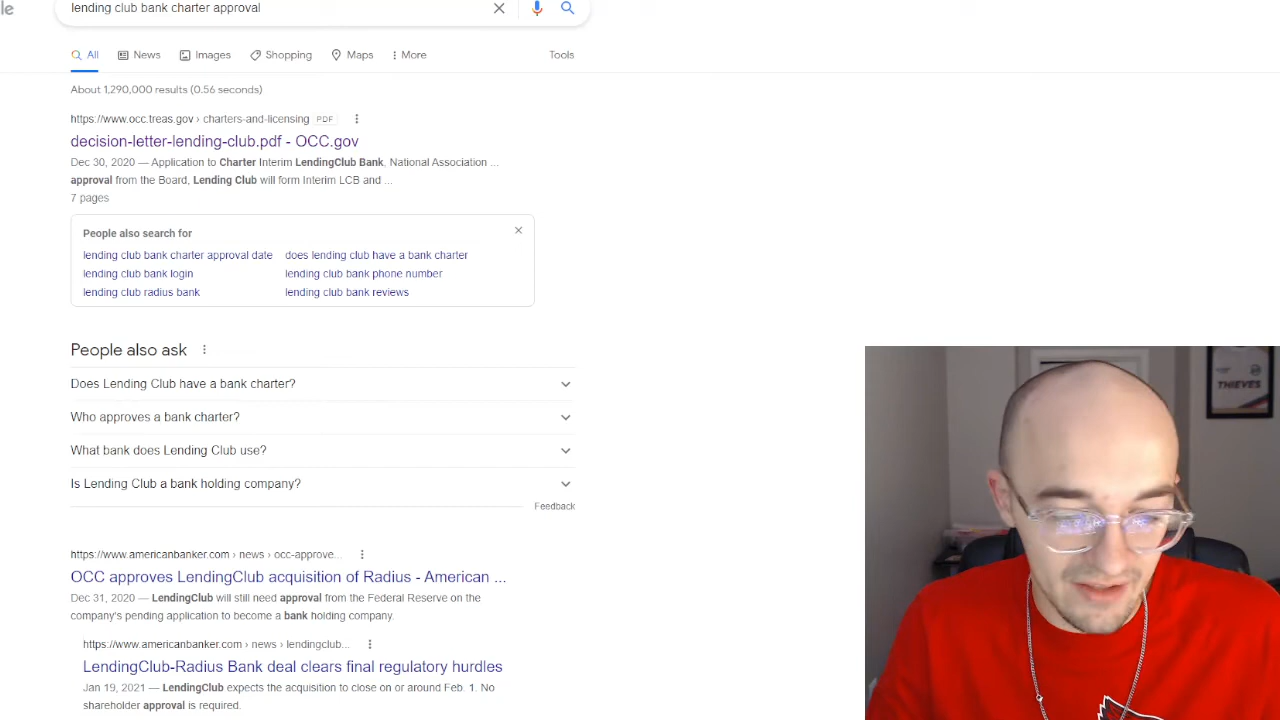 le
lending club bank charter approval
All News Images Shopping Maps More Tools
About 1,290,000 results (0.56 seconds)
https://www.occ.treas.gov › charters-and-licensing PDF
decision-letter-lending-club.pdf - OCC.gov
Dec 30, 2020 — Application to Charter Interim LendingClub Bank, National Association ...
approval from the Board, Lending Club will form Interim LCB and ...
7 pages
People also search for
lending club bank charter approval date does lending club have a bank charter
lending club bank login lending club bank phone number
lending club radius bank lending club bank reviews
People also ask
Does Lending Club have a bank charter?
Who approves a bank charter?
What bank does Lending Club use?
Is Lending Club a bank holding company?
Feedback
https://www.americanbanker.com › news › occ-approve...
OCC approves LendingClub acquisition of Radius - American ...
Dec 31, 2020 — LendingClub will still need approval from the Federal Reserve on the
company's pending application to become a bank holding company.
https://www.americanbanker.com › news › lendingclub...
LendingClub-Radius Bank deal clears final regulatory hurdles
Jan 19, 2021 — LendingClub expects the acquisition to close on or around Feb. 1. No
shareholder approval is required.
THIEVES